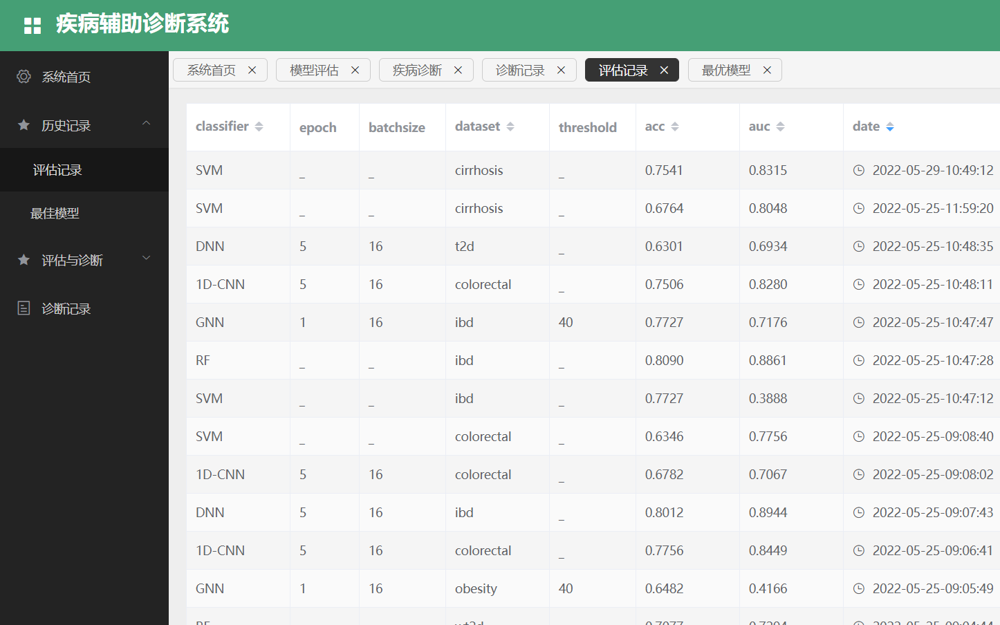 疾病辅助诊断系统
系统首页
历史记录
评估记录
最佳模型
评估与诊断
诊断记录
系统首页 模型评估 疾病诊断 诊断记录 评估记录 最优模型
classifier epoch batchsize dataset threshold acc auc date
SVM _ _ cirrhosis _ 0.7541 0.8315 2022-05-29-10:49:12
SVM _ _ cirrhosis _ 0.6764 0.8048 2022-05-25-11:59:20
DNN 5 16 t2d _ 0.6301 0.6934 2022-05-25-10:48:35
1D-CNN 5 16 colorectal _ 0.7506 0.8280 2022-05-25-10:48:11
GNN 1 16 ibd 40 0.7727 0.7176 2022-05-25-10:47:47
RF _ _ ibd _ 0.8090 0.8861 2022-05-25-10:47:28
SVM _ _ ibd _ 0.7727 0.3888 2022-05-25-10:47:12
SVM _ _ colorectal _ 0.6346 0.7756 2022-05-25-09:08:40
1D-CNN 5 16 colorectal _ 0.6782 0.7067 2022-05-25-09:08:02
DNN 5 16 ibd _ 0.8012 0.8944 2022-05-25-09:07:43
1D-CNN 5 16 colorectal _ 0.7756 0.8449 2022-05-25-09:06:41
GNN 1 16 obesity 40 0.6482 0.4166 2022-05-25-09:05:49